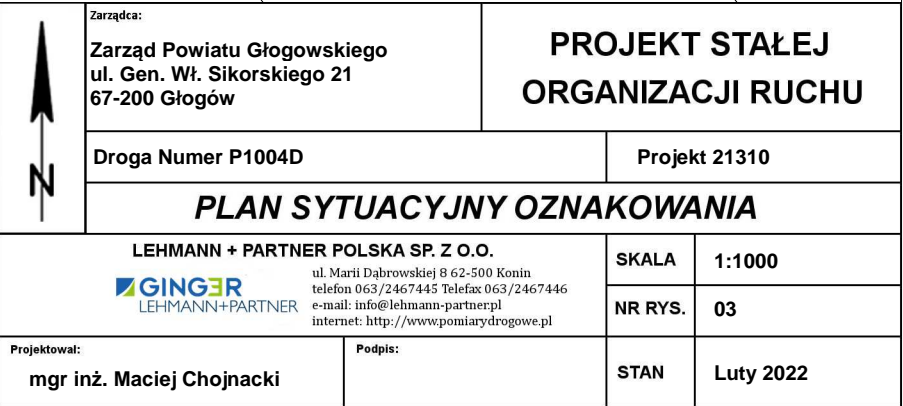 N
Zarządca:
Zarząd Powiatu Głogowskiego
ul. Gen. Wł. Sikorskiego 21
67-200 Głogów
PROJEKT STAŁEJ
ORGANIZACJI RUCHU
Droga Numer P1004D
Projekt 21310
PLAN SYTUACYJNY OZNAKOWANIA
LEHMANN + PARTNER POLSKA SP. Z O.O.
GINGER
LEHMANN+PARTNER
ul. Marii Dąbrowskiej 8 62-500 Konin
telefon 063/2467445 Telefax 063/2467446
e-mail: info@lehmann-partner.pl
internet: http://www.pomiarydrogowe.pl
SKALA
1:1000
NR RYS.
03
Projektował:
mgr inż. Maciej Chojnacki
Podpis:
STAN
Luty 2022